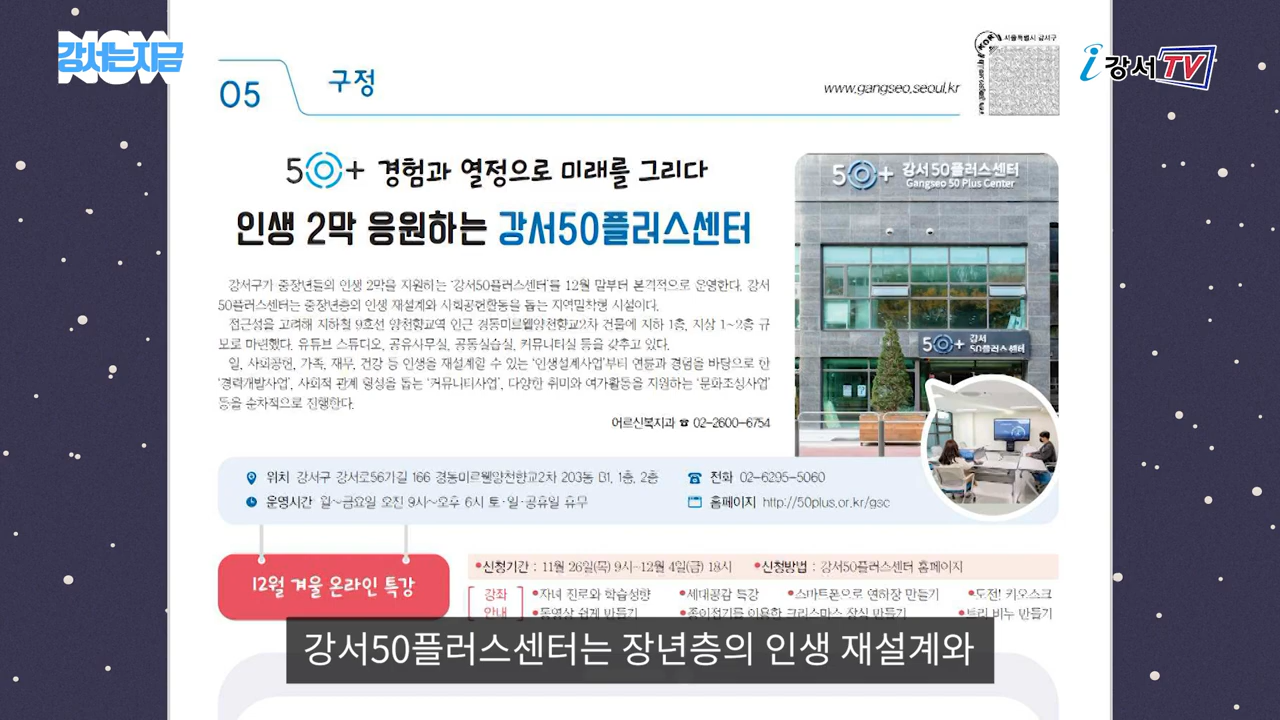 NOW
강서는지금
i강서TV
서울특별시 강서구
05
구정
www.gangseo.seoul.kr
50+ 경험과 열정으로 미래를 그리다
인생 2막 응원하는 강서50플러스센터
강서구가 중장년들의 인생 2막을 지원하는 '강서50플러스센터'를 12월 말부터 본격적으로 운영한다. 강서
50플러스센터는 중장년층의 인생 재설계와 사회공헌활동을 돕는 지역밀착형 시설이다.
접근성을 고려해 지하철 9호선 양천향교역 인근 경동미르웰양천향교2차 건물에 지하 1층, 지상 1~2층 규
모로 마련했다. 유튜브 스튜디오, 공유사무실, 공동실습실, 커뮤니티실 등을 갖추고 있다.
일, 사회공헌, 가족, 재무, 건강 등 인생을 재설계할 수 있는 '인생설계사업'부터 연륜과 경험을 바탕으로 한
'경력개발사업', 사회적 관계 형성을 돕는 '커뮤니티사업', 다양한 취미와 여가활동을 지원하는 '문화조성사업'
등을 순차적으로 진행한다.
어르신복지과 ☎ 02-2600-6754
50+ 강서50플러스센터
Gangseo 50 Plus Center
50+ 강서
50플러스센터
위치 강서구 강서로56가길 166 경동미르웰양천향교2차 203동 B1, 1층, 2층
전화 02-6295-5060
운영시간 월~금요일 오전 9시~오후 6시 토·일·공휴일 휴무
홈페이지 http://50plus.or.kr/gsc
12월 겨울 온라인 특강
•신청기간 : 11월 26일(목) 9시~12월 4일(금) 18시 •신청방법 : 강서50플러스센터 홈페이지
강좌
안내
•자녀 진로와 학습성향 •세대공감 특강 •스마트폰으로 연하장 만들기 •도전! 키오스크
•동영상 쉽게 만들기 •종이접기를 이용한 크리스마스 장식 만들기 •트리 비누 만들기
강서50플러스센터는 장년층의 인생 재설계와